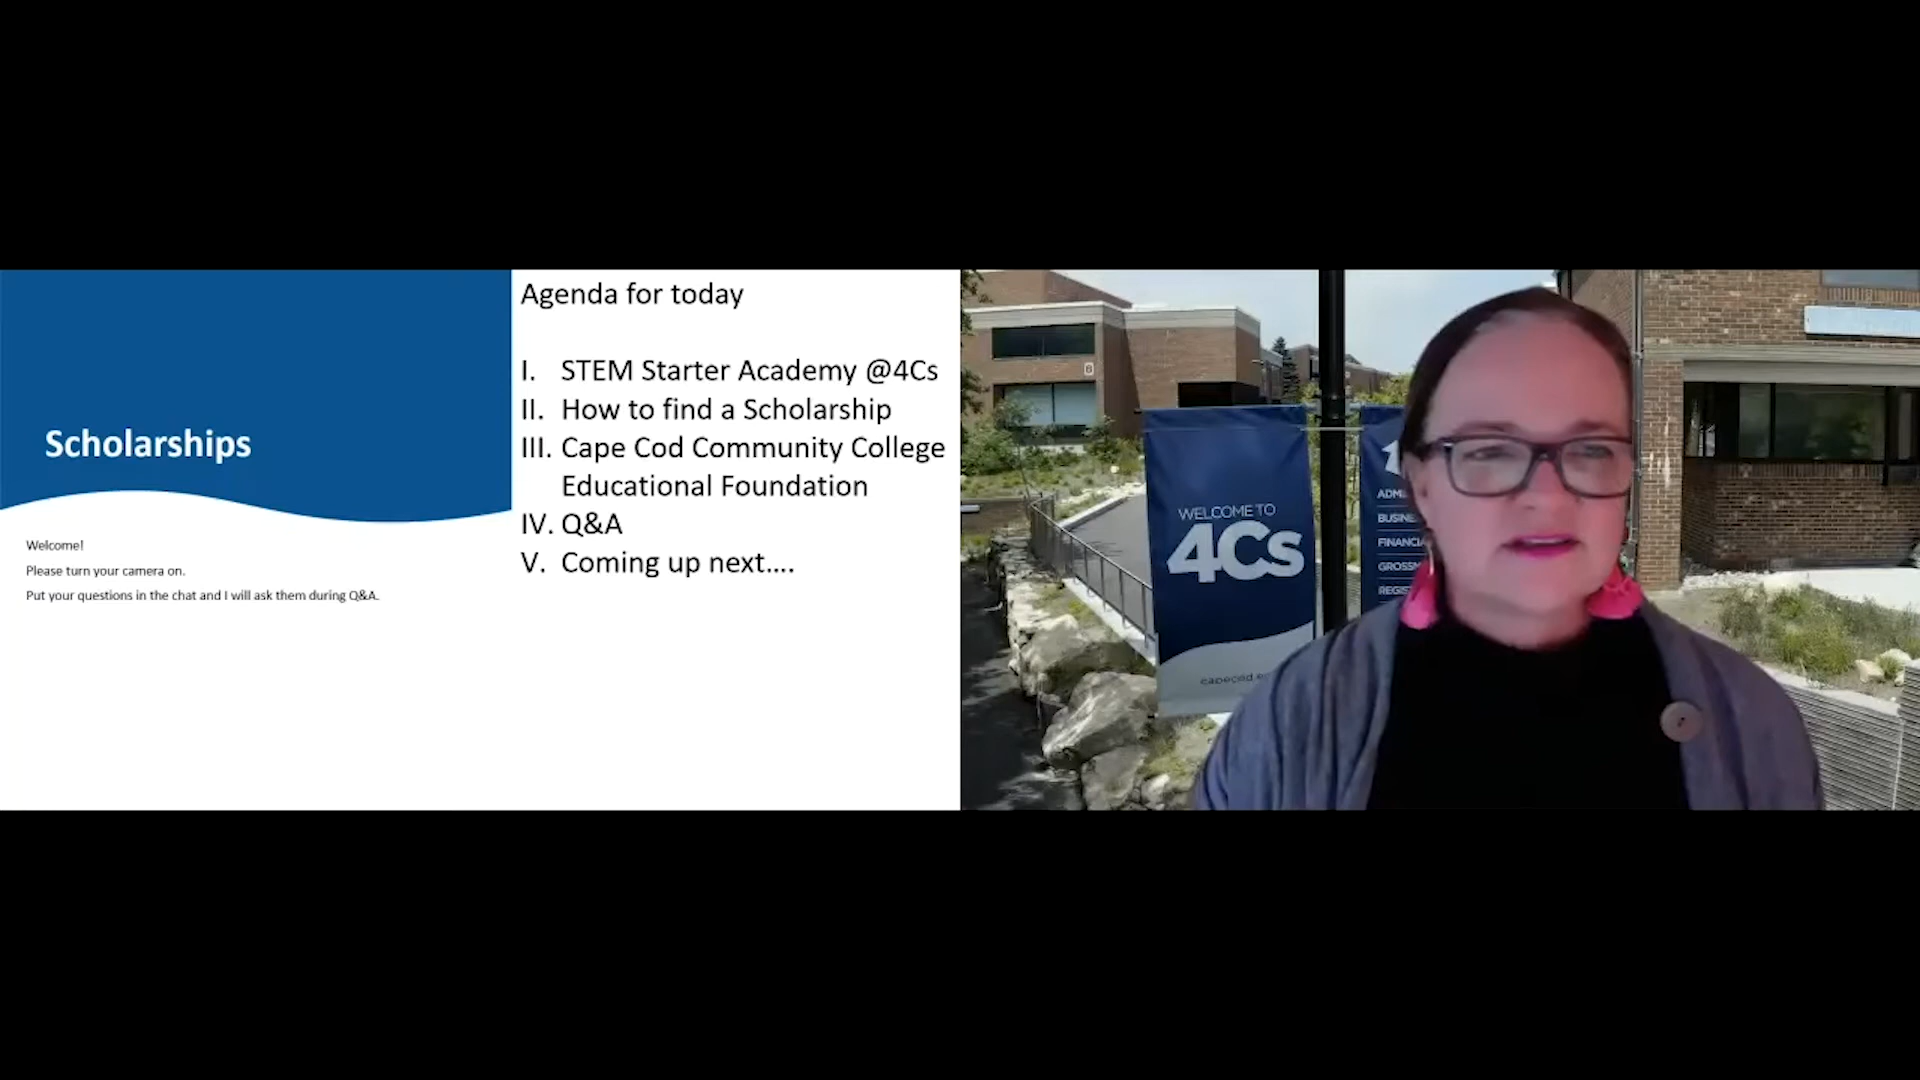 Scholarships
Welcome!
Please turn your camera on.
Put your questions in the chat and I will ask them during Q&A.
Agenda for today
I. STEM Starter Academy @4Cs
II. How to find a Scholarship
III. Cape Cod Community College
Educational Foundation
IV. Q&A
V. Coming up next....
B
WELCOME TO
4Cs